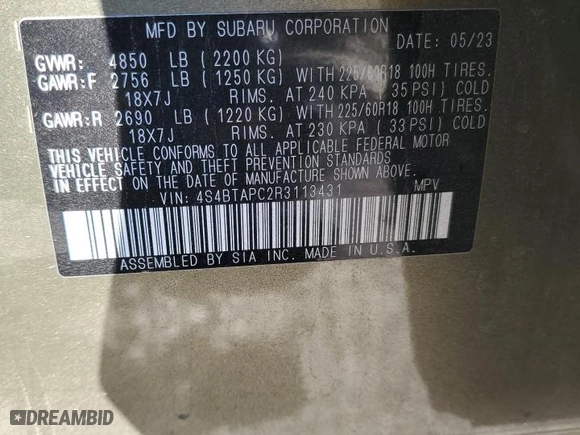 MFD BY SUBARU CORPORATION
DATE: 05/23
GVWR: 4850 LB ( 2200 KG)
GAWR:F 2756 LB ( 1250 KG) WITH 225/60R18 100H TIRES.
18X7J RIMS. AT 240 KPA ( 35 PSI) COLD
GAWR:R 2690 LB ( 1220 KG) WITH 225/60R18 100H TIRES.
18X7J RIMS. AT 230 KPA ( 33 PSI) COLD
THIS VEHICLE CONFORMS TO ALL APPLICABLE FEDERAL MOTOR
VEHICLE SAFETY AND THEFT PREVENTION STANDARDS
IN EFFECT ON THE DATE OF MANUFACTURE SHOWN ABOVE.
VIN: 4S4BTAPC2R3113431 MPV
ASSEMBLED BY SIA INC. MADE IN U.S.A.
DREAMBID